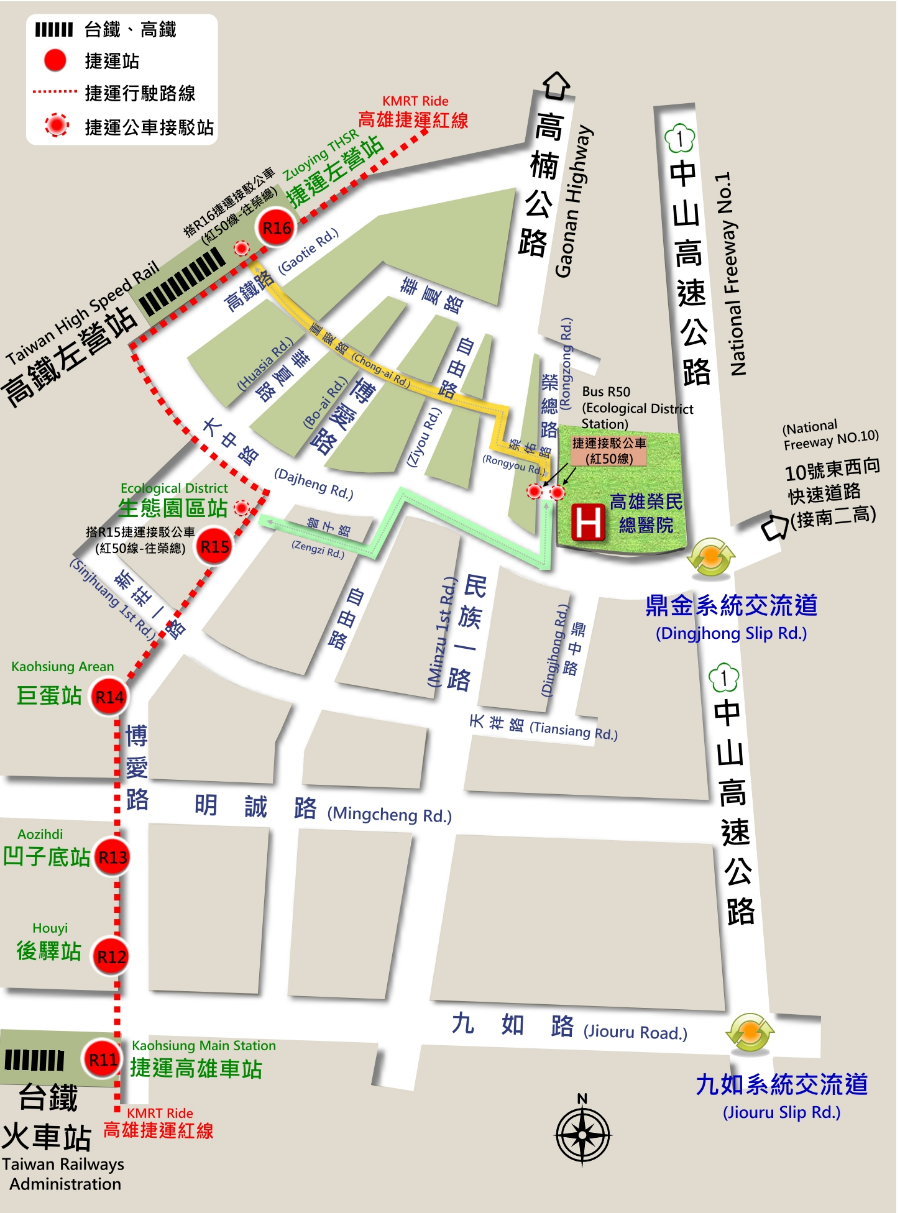 台鐵、高鐵
捷運站
捷運行駛路線
捷運公車接駁站
KMRT Ride
高雄捷運紅線
Zuoying THSR
捷運左營站
搭R16捷運接駁公車
(紅50線-往榮總)
R16
Taiwan High Speed Rail
高鐵左營站
高楠公路
Gaonan Highway
1
中山高速公路
National Freeway No.1
高鐵路 (Gaotie Rd.)
華夏路
重愛路 (Chong-ai Rd.)
(Huasia Rd.)
華夏路
(Bo-ai Rd.)
博愛路
自由路
(Ziyou Rd.)
榮總路
(Rongzong Rd.)
Bus R50
(Ecological District
Station)
捷運接駁公車
(紅50線)
榮佑路
(Rongyou Rd.)
高雄榮民
總醫院
H
(National
Freeway NO.10)
10號東西向
快速道路
(接南二高)
大中路
(Dajheng Rd.)
Ecological District
生態園區站
搭R15捷運接駁公車
(紅50線-往榮總)
R15
曾子路
(Zengzi Rd.)
新莊一路
(Sinjhuang 1st Rd.)
自由路
民族一路
(Minzu 1st Rd.)
鼎中路
(Dingjhong Rd.)
鼎金系統交流道
(Dingjhong Slip Rd.)
Kaohsiung Arean
巨蛋站
R14
天祥路 (Tiansiang Rd.)
1
中山高速公路
博愛路
明誠路 (Mingcheng Rd.)
Aozihdi
凹子底站
R13
Houyi
後驛站
R12
九如路 (Jiouru Road.)
Kaohsiung Main Station
捷運高雄車站
R11
九如系統交流道
(Jiouru Slip Rd.)
台鐵
火車站
Taiwan Railways
Administration
KMRT Ride
高雄捷運紅線
N